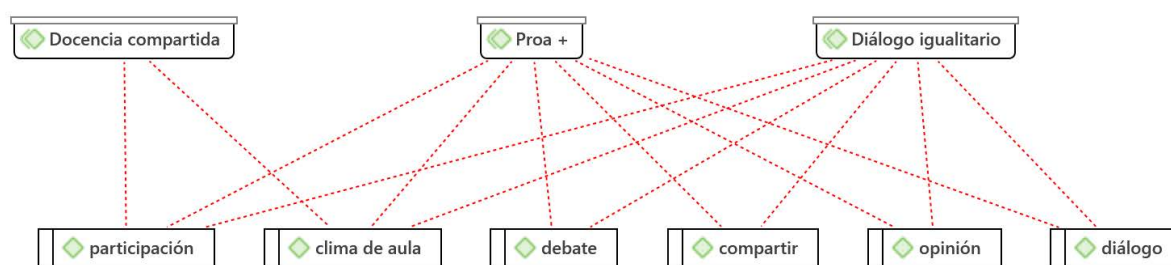 Docencia compartida
Proa +
Diálogo igualitario
participación
clima de aula
debate
compartir
opinión
diálogo